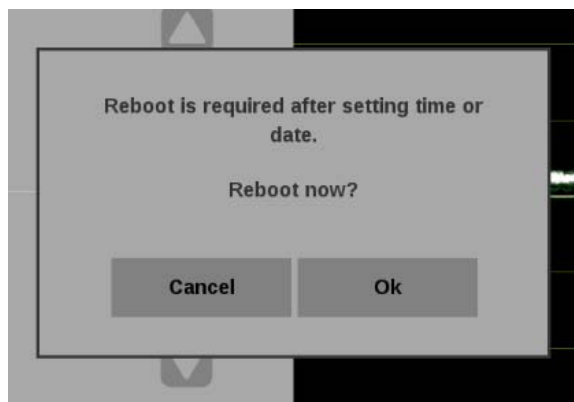 Reboot is required after setting time or
date.
Reboot now?
Cancel
Ok